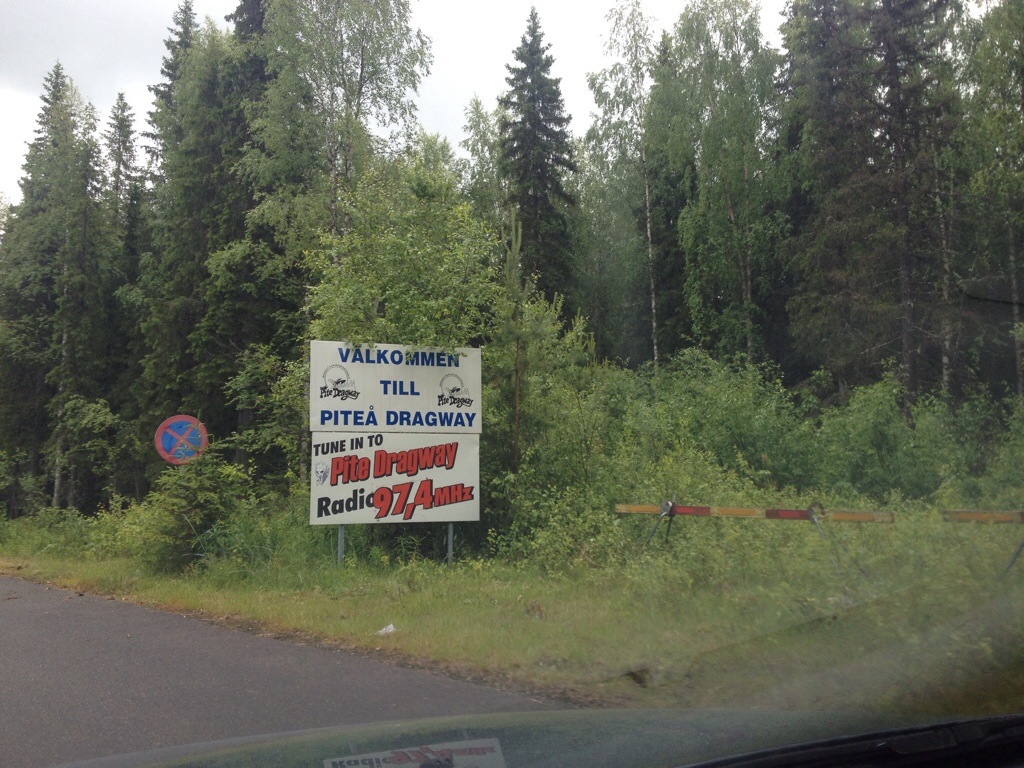 VÄLKOMMEN
Pite Dragway
TILL
Pite Dragway
PITEÅ DRAGWAY
TUNE IN TO
Pite Dragway
Radio 97,4 MHz